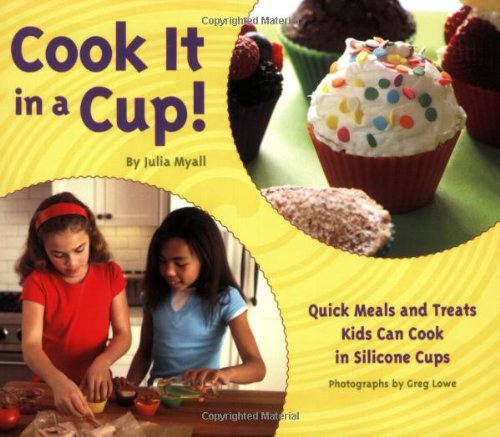 Copyrighted Material
Cook It
in a Cup!
By Julia Myall
Quick Meals and Treats
Kids Can Cook
in Silicone Cups
Photographs by Greg Lowe
Copyrighted Material